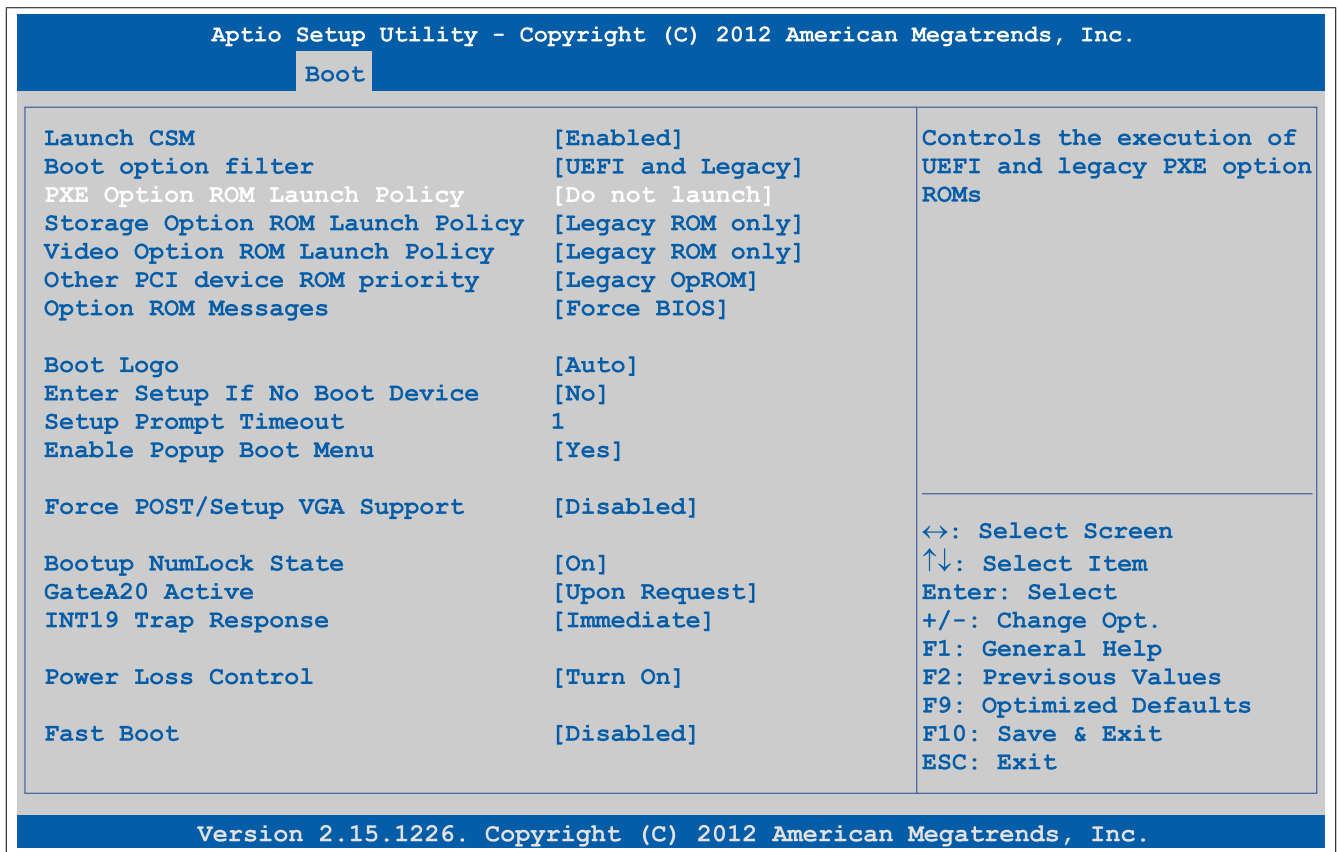 Aptio Setup Utility - Copyright (C) 2012 American Megatrends, Inc.
Boot
Launch CSM [Enabled]
Boot option filter [UEFI and Legacy]
PXE Option ROM Launch Policy [Do not launch]
Storage Option ROM Launch Policy [Legacy ROM only]
Video Option ROM Launch Policy [Legacy ROM only]
Other PCI device ROM priority [Legacy OpROM]
Option ROM Messages [Force BIOS]
Boot Logo [Auto]
Enter Setup If No Boot Device [No]
Setup Prompt Timeout 1
Enable Popup Boot Menu [Yes]
Force POST/Setup VGA Support [Disabled]
Bootup NumLock State [On]
GateA20 Active [Upon Request]
INT19 Trap Response [Immediate]
Power Loss Control [Turn On]
Fast Boot [Disabled]
Controls the execution of
UEFI and legacy PXE option
ROMs
↔: Select Screen
↑↓: Select Item
Enter: Select
+/-: Change Opt.
F1: General Help
F2: Previsous Values
F9: Optimized Defaults
F10: Save & Exit
ESC: Exit
Version 2.15.1226. Copyright (C) 2012 American Megatrends, Inc.